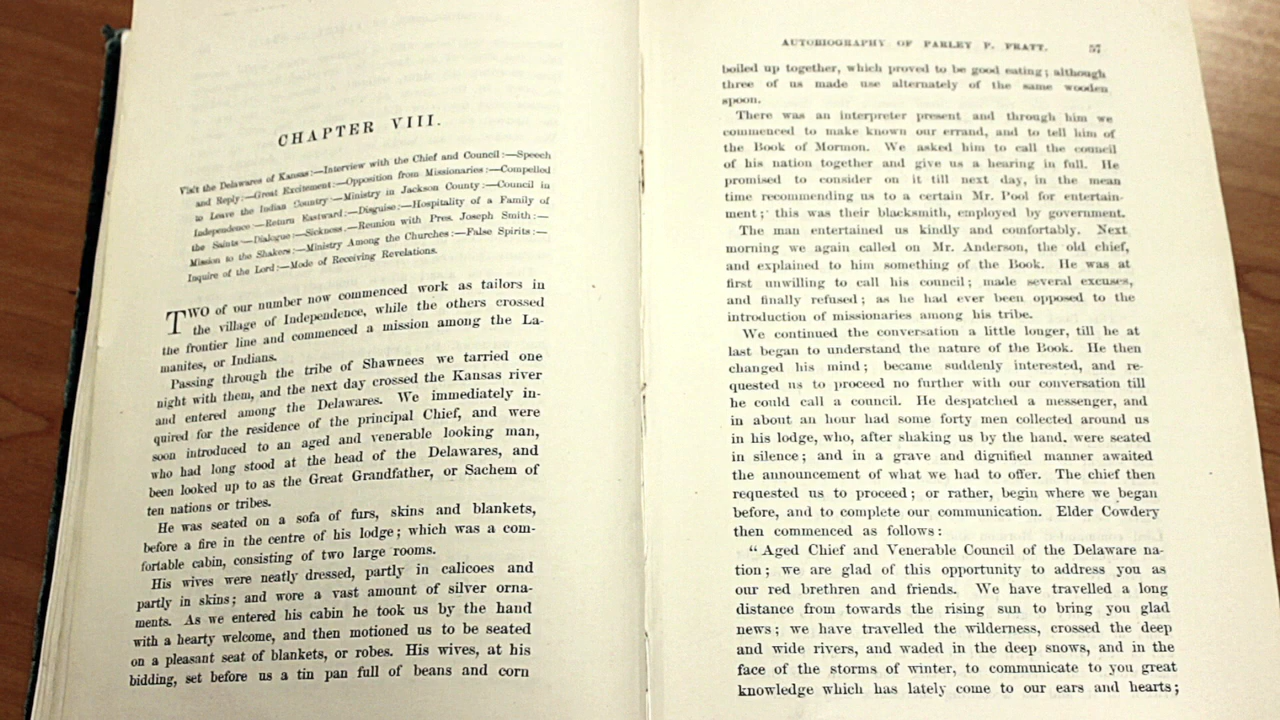 CHAPTER VIII.
Visit the Delawares of Kansas:—Interview with the Chief and Council:—Speech
and Reply:—Great Excitement:—Opposition from Missionaries:—Compelled
to Leave the Indian Country:—Ministry in Jackson County:—Council in
Independence:—Return Eastward:—Disguise:—Hospitality of a Family of
the Saints—Dialogue:—Sickness.—Reunion with Pres. Joseph Smith:—
Mission to the Shakers:—Ministry Among the Churches:—False Spirits:—
Inquire of the Lord:—Mode of Receiving Revelations.
TWO of our number now commenced work as tailors in
the village of Independence, while the others crossed
the frontier line and commenced a mission among the La-
manites, or Indians.
Passing through the tribe of Shawnees we tarried one
night with them, and the next day crossed the Kansas river
and entered among the Delawares. We immediately in-
quired for the residence of the principal Chief, and were
soon introduced to an aged and venerable looking man,
who had long stood at the head of the Delawares, and
been looked up to as the Great Grandfather, or Sachem of
ten nations or tribes.
He was seated on a sofa of furs, skins and blankets,
before a fire in the centre of his lodge; which was a com-
fortable cabin, consisting of two large rooms.
His wives were neatly dressed, partly in calicoes and
partly in skins; and wore a vast amount of silver orna-
ments. As we entered his cabin he took us by the hand
with a hearty welcome, and then motioned us to be seated
on a pleasant seat of blankets, or robes. His wives, at his
bidding, set before us a tin pan full of beans and corn
AUTOBIOGRAPHY OF PARLEY P. PRATT. 57
boiled up together, which proved to be good eating; although
three of us made use alternately of the same wooden
spoon.
There was an interpreter present and through him we
commenced to make known our errand, and to tell him of
the Book of Mormon. We asked him to call the council
of his nation together and give us a hearing in full. He
promised to consider on it till next day, in the mean
time recommending us to a certain Mr. Pool for entertain-
ment; this was their blacksmith, employed by government.
The man entertained us kindly and comfortably. Next
morning we again called on Mr. Anderson, the old chief,
and explained to him something of the Book. He was at
first unwilling to call his council; made several excuses,
and finally refused; as he had ever been opposed to the
introduction of missionaries among his tribe.
We continued the conversation a little longer, till he at
last began to understand the nature of the Book. He then
changed his mind; became suddenly interested, and re-
quested us to proceed no further with our conversation till
he could call a council. He despatched a messenger, and
in about an hour had some forty men collected around us
in his lodge, who, after shaking us by the hand. were seated
in silence; and in a grave and dignified manner awaited
the announcement of what we had to offer. The chief then
requested us to proceed; or rather, begin where we began
before, and to complete our communication. Elder Cowdery
then commenced as follows:
"Aged Chief and Venerable Council of the Delaware na-
tion; we are glad of this opportunity to address you as
our red brethren and friends. We have travelled a long
distance from towards the rising sun to bring you glad
news; we have travelled the wilderness, crossed the deep
and wide rivers, and waded in the deep snows, and in the
face of the storms of winter, to communicate to you great
knowledge which has lately come to our ears and hearts;